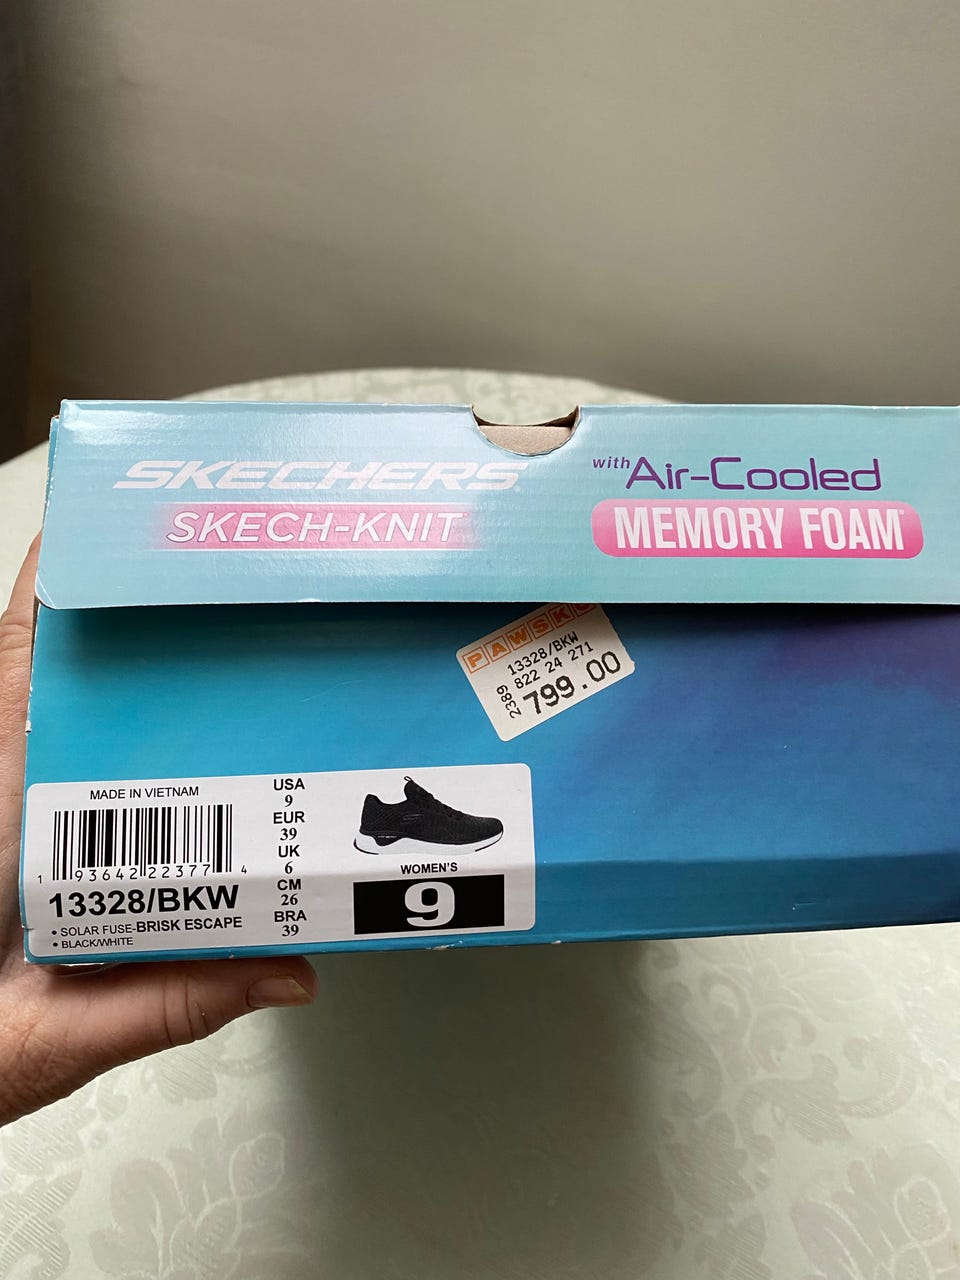 SKECHERS
SKECH-KNIT
with Air-Cooled
MEMORY FOAM®
13328/BKW
822 24 271
2389
799.00
MADE IN VIETNAM
1 93642 22377 4
13328/BKW
• SOLAR FUSE-BRISK ESCAPE
• BLACK/WHITE
USA
9
EUR
39
UK
6
CM
26
BRA
39
WOMEN'S
9